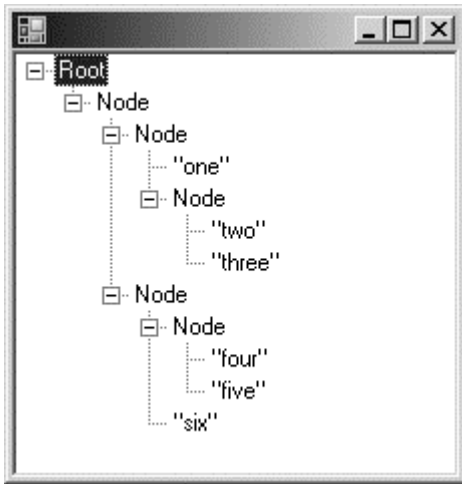 Root
Node
Node
"one"
Node
"two"
"three"
Node
Node
"four"
"five"
"six"